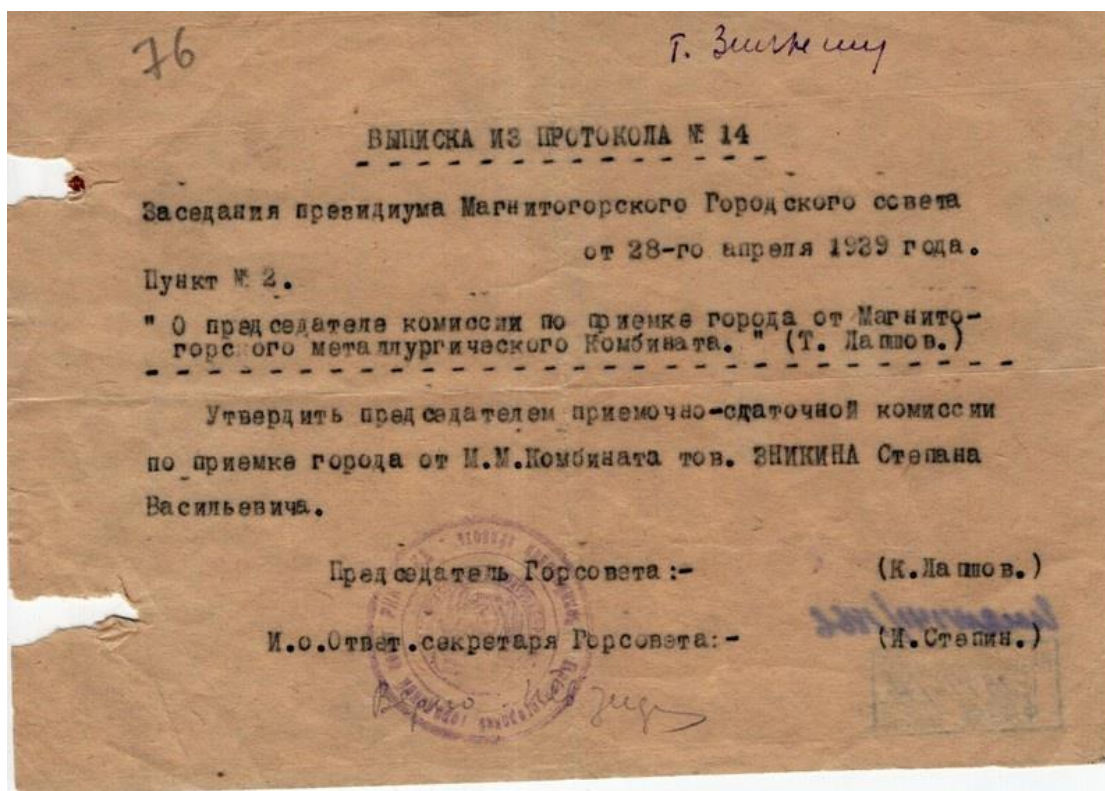 76
ВЫПИСКА ИЗ ПРОТОКОЛА № 14
Заседания президиума Магнитогорского Городского совета
от 28-го апреля 1939 года.
Пункт № 2.
" О председателе комиссии по приемке города от Магнито-
горского металлургического Комбината. " (Т. Лапшов.)
Утвердить председателем приемочно-сдаточной комиссии
по приемке города от М.М.Комбината тов. ЗНИКИНА Степана
Васильевича.
Председатель Горсовета:- (К.Лапшов.)
И.о.Ответ.секретаря Горсовета:- (И.Степин.)